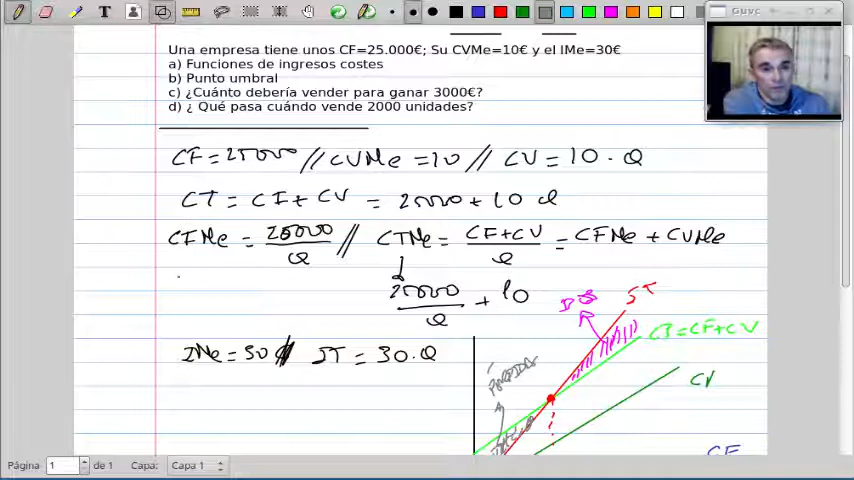 Guvc
Una empresa tiene unos CF=25.000€; Su CVMe=10€ y el IMe=30€
a) Funciones de ingresos costes
b) Punto umbral
c) ¿Cuánto debería vender para ganar 3000€?
d) ¿ Qué pasa cuándo vende 2000 unidades?
CF = 25000 // CVMe = 10 // CV = 10 · Q
CT = CF + CV = 25000 + 10 Q
CFMe = 25000/Q // CTMe = CF+CV/Q = CFMe + CVMe
25000/Q + 10
IT
CT=CF+CV
IMe = 30 // IT = 30·Q
CV
CF
Página 1 de 1 Capa: Capa 1